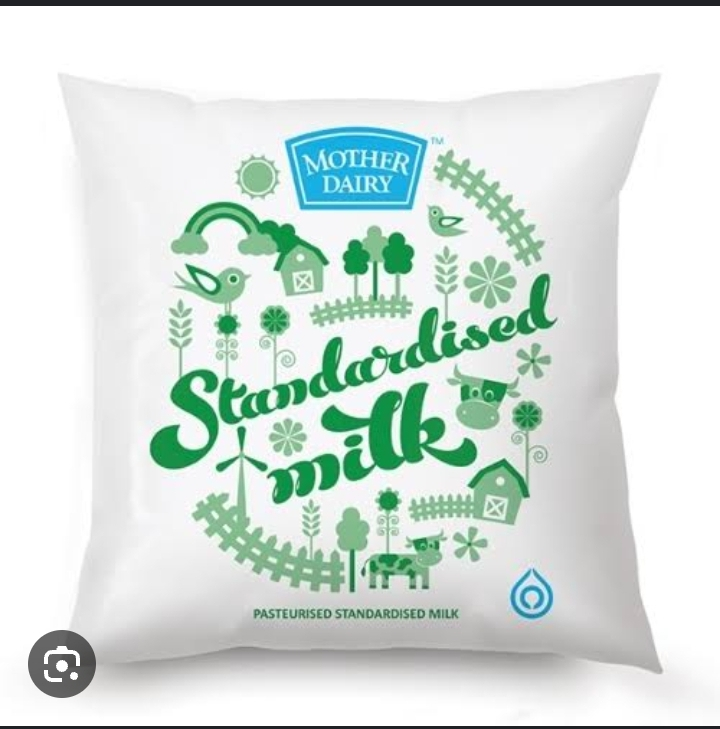 MOTHER
DAIRY
TM
Standardised
milk
PASTEURISED STANDARDISED MILK